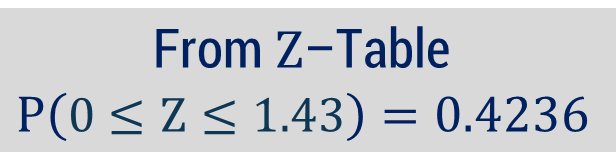 From Z–Table
P(0 ≤ Z ≤ 1.43) = 0.4236